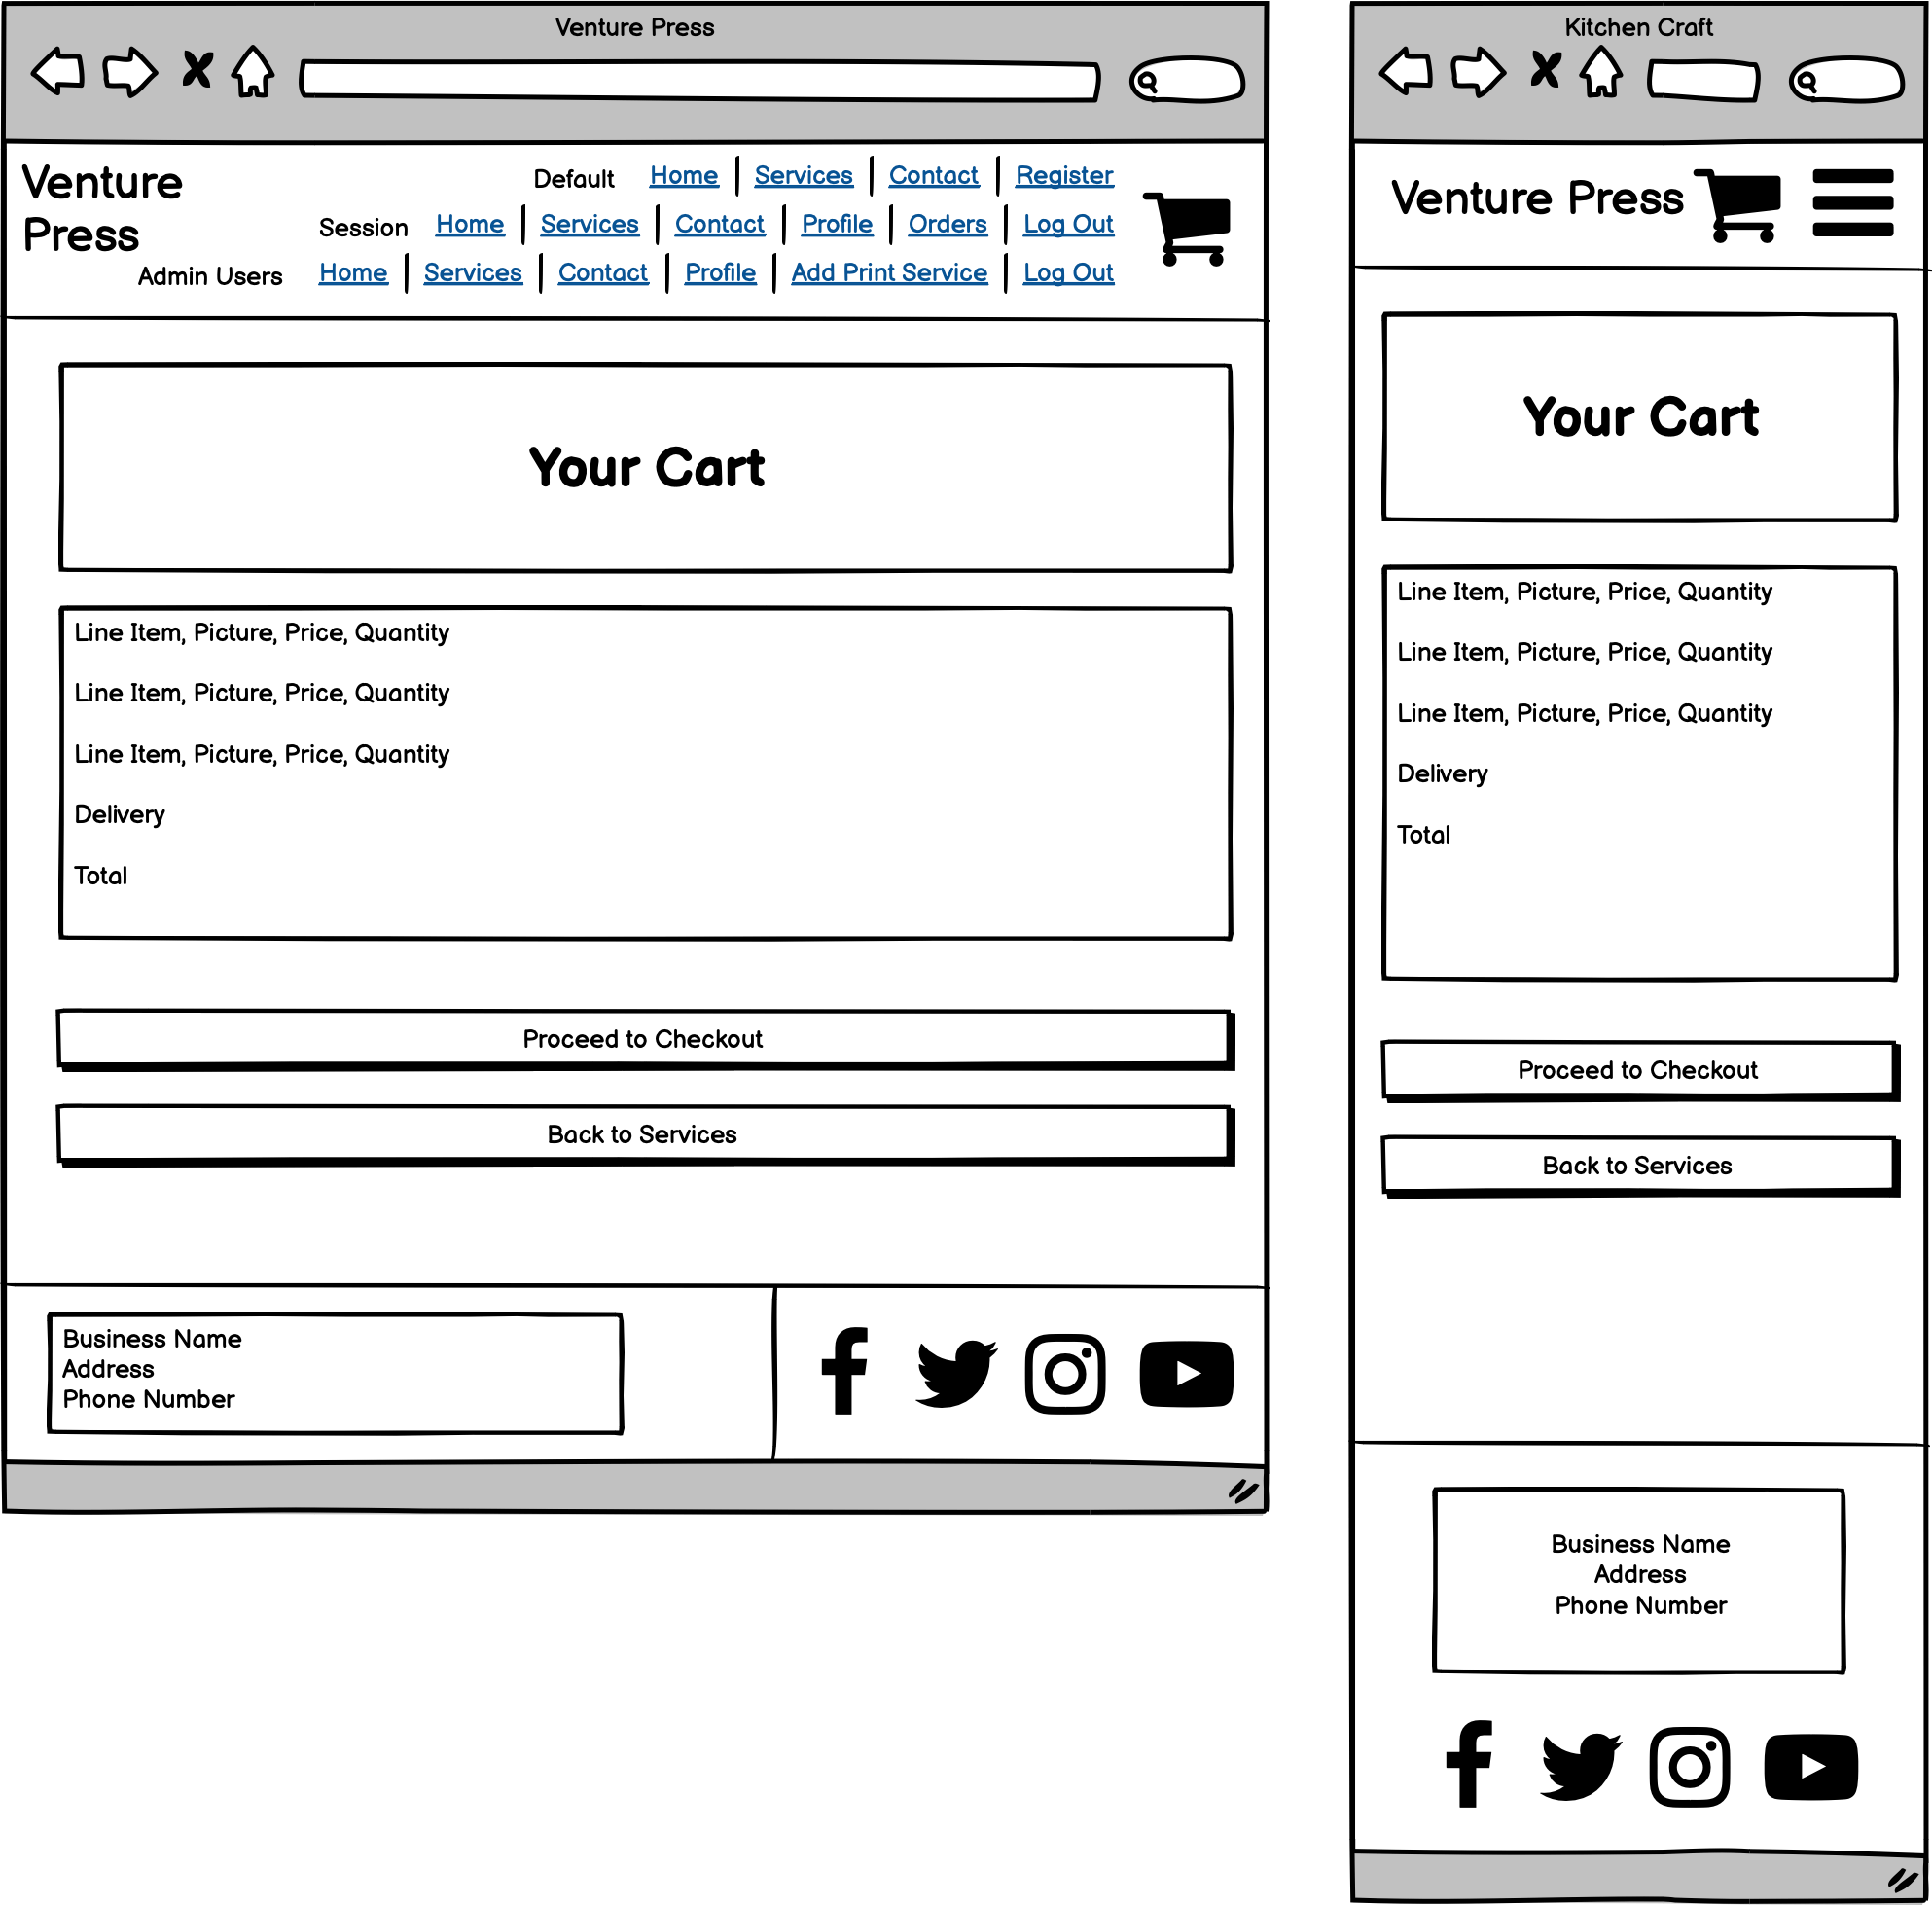 Venture Press
Venture
Press
Default Home Services Contact Register
Session Home Services Contact Profile Orders Log Out
Admin Users Home Services Contact Profile Add Print Service Log Out
Your Cart
Line Item, Picture, Price, Quantity
Line Item, Picture, Price, Quantity
Line Item, Picture, Price, Quantity
Delivery
Total
Proceed to Checkout
Back to Services
Business Name
Address
Phone Number
Kitchen Craft
Venture Press
Your Cart
Line Item, Picture, Price, Quantity
Line Item, Picture, Price, Quantity
Line Item, Picture, Price, Quantity
Delivery
Total
Proceed to Checkout
Back to Services
Business Name
Address
Phone Number